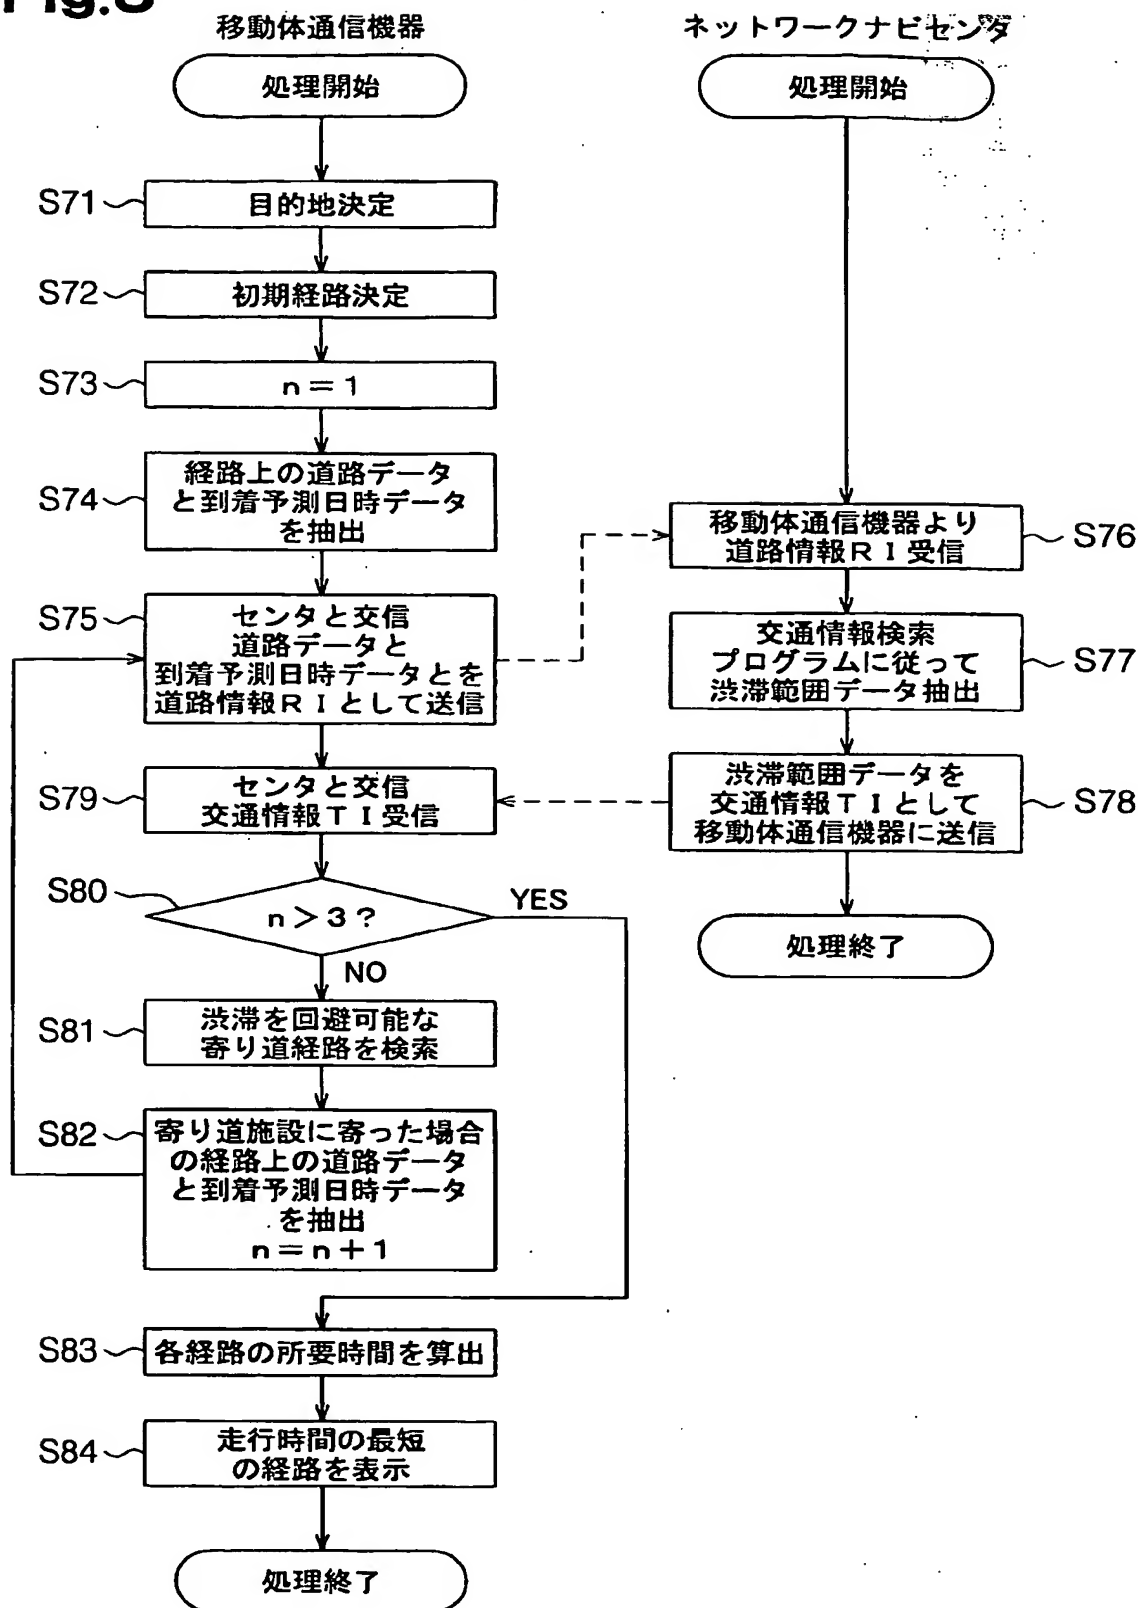 移動体通信機器
処理開始
S71
目的地決定
S72
初期経路決定
S73
n=1
S74
経路上の道路データ
と到着予測日時データ
を抽出
S75
センタと交信
道路データと
到着予測日時データとを
道路情報RIとして送信
S79
センタと交信
交通情報TI受信
S80
n>3?
YES
NO
S81
渋滞を回避可能な
寄り道経路を検索
S82
寄り道施設に寄った場合
の経路上の道路データ
と到着予測日時データ
を抽出
n=n+1
S83
各経路の所要時間を算出
S84
走行時間の最短
の経路を表示
処理終了
ネットワークナビセンタ
処理開始
移動体通信機器より
道路情報RI受信
S76
交通情報検索
プログラムに従って
渋滞範囲データ抽出
S77
渋滞範囲データを
交通情報TIとして
移動体通信機器に送信
S78
処理終了